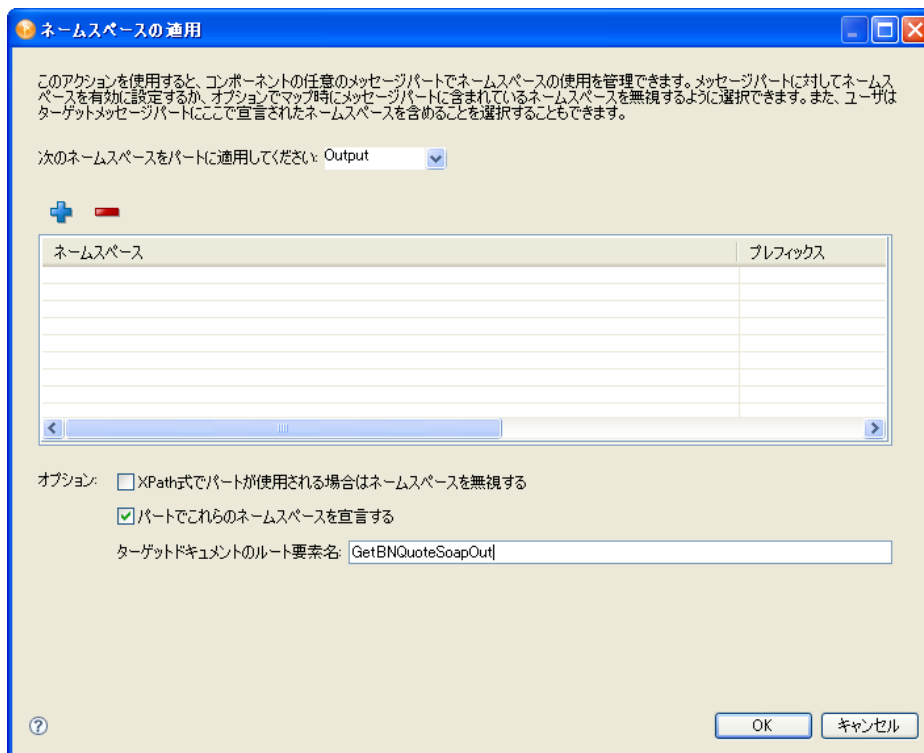 ネームスペースの適用
このアクションを使用すると、コンポーネントの任意のメッセージパートでネームスペースの使用を管理できます。メッセージパートに対してネームス
ペースを有効に設定するか、オプションでマップ時にメッセージパートに含まれているネームスペースを無視するように選択できます。また、ユーザは
ターゲットメッセージパートにここで宣言されたネームスペースを含めることを選択することもできます。
次のネームスペースをパートに適用してください: Output
ネームスペース プレフィックス
オプション: XPath式でパートが使用される場合はネームスペースを無視する
パートでこれらのネームスペースを宣言する
ターゲットドキュメントのルート要素名: GetBNQuoteSoapOut
OK キャンセル